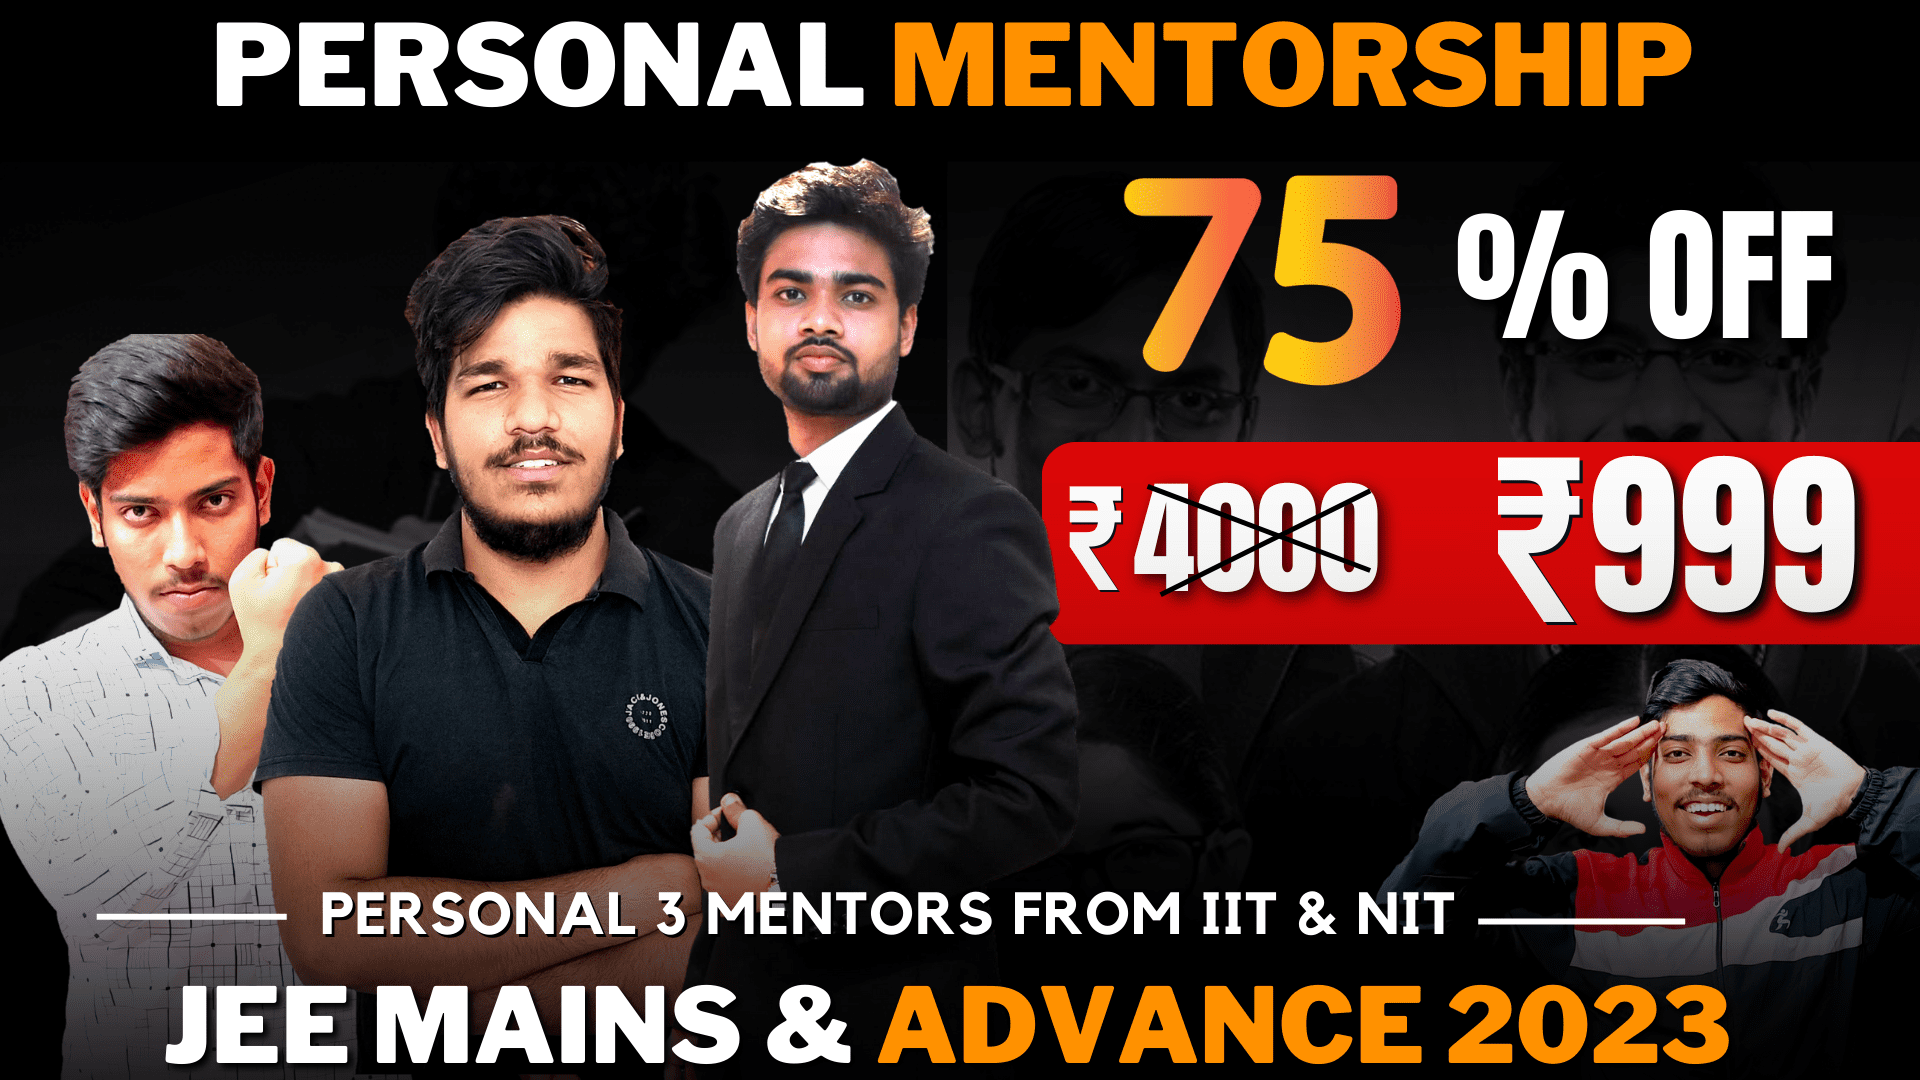 PERSONAL MENTORSHIP
75 % OFF
₹4000 ₹999
PERSONAL 3 MENTORS FROM IIT & NIT
JEE MAINS & ADVANCE 2023